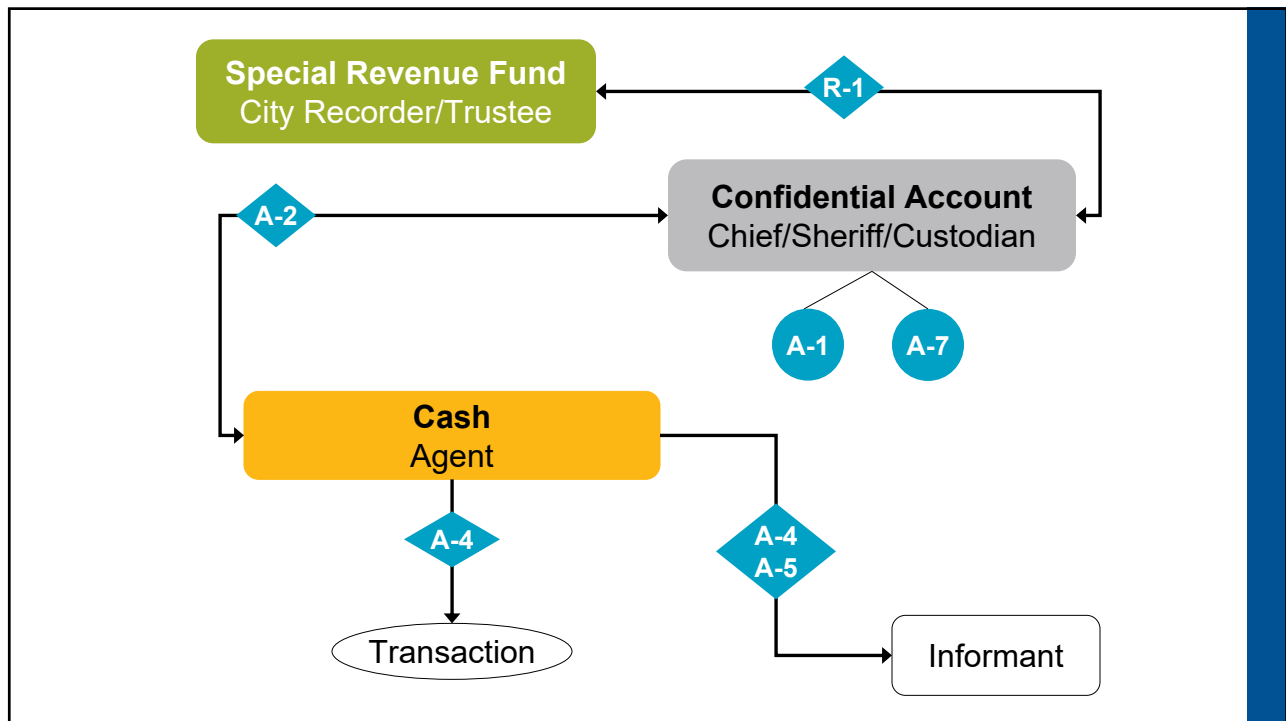 Special Revenue Fund
City Recorder/Trustee
R-1
Confidential Account
Chief/Sheriff/Custodian
A-2
A-1
A-7
Cash
Agent
A-4
A-4
A-5
Transaction
Informant